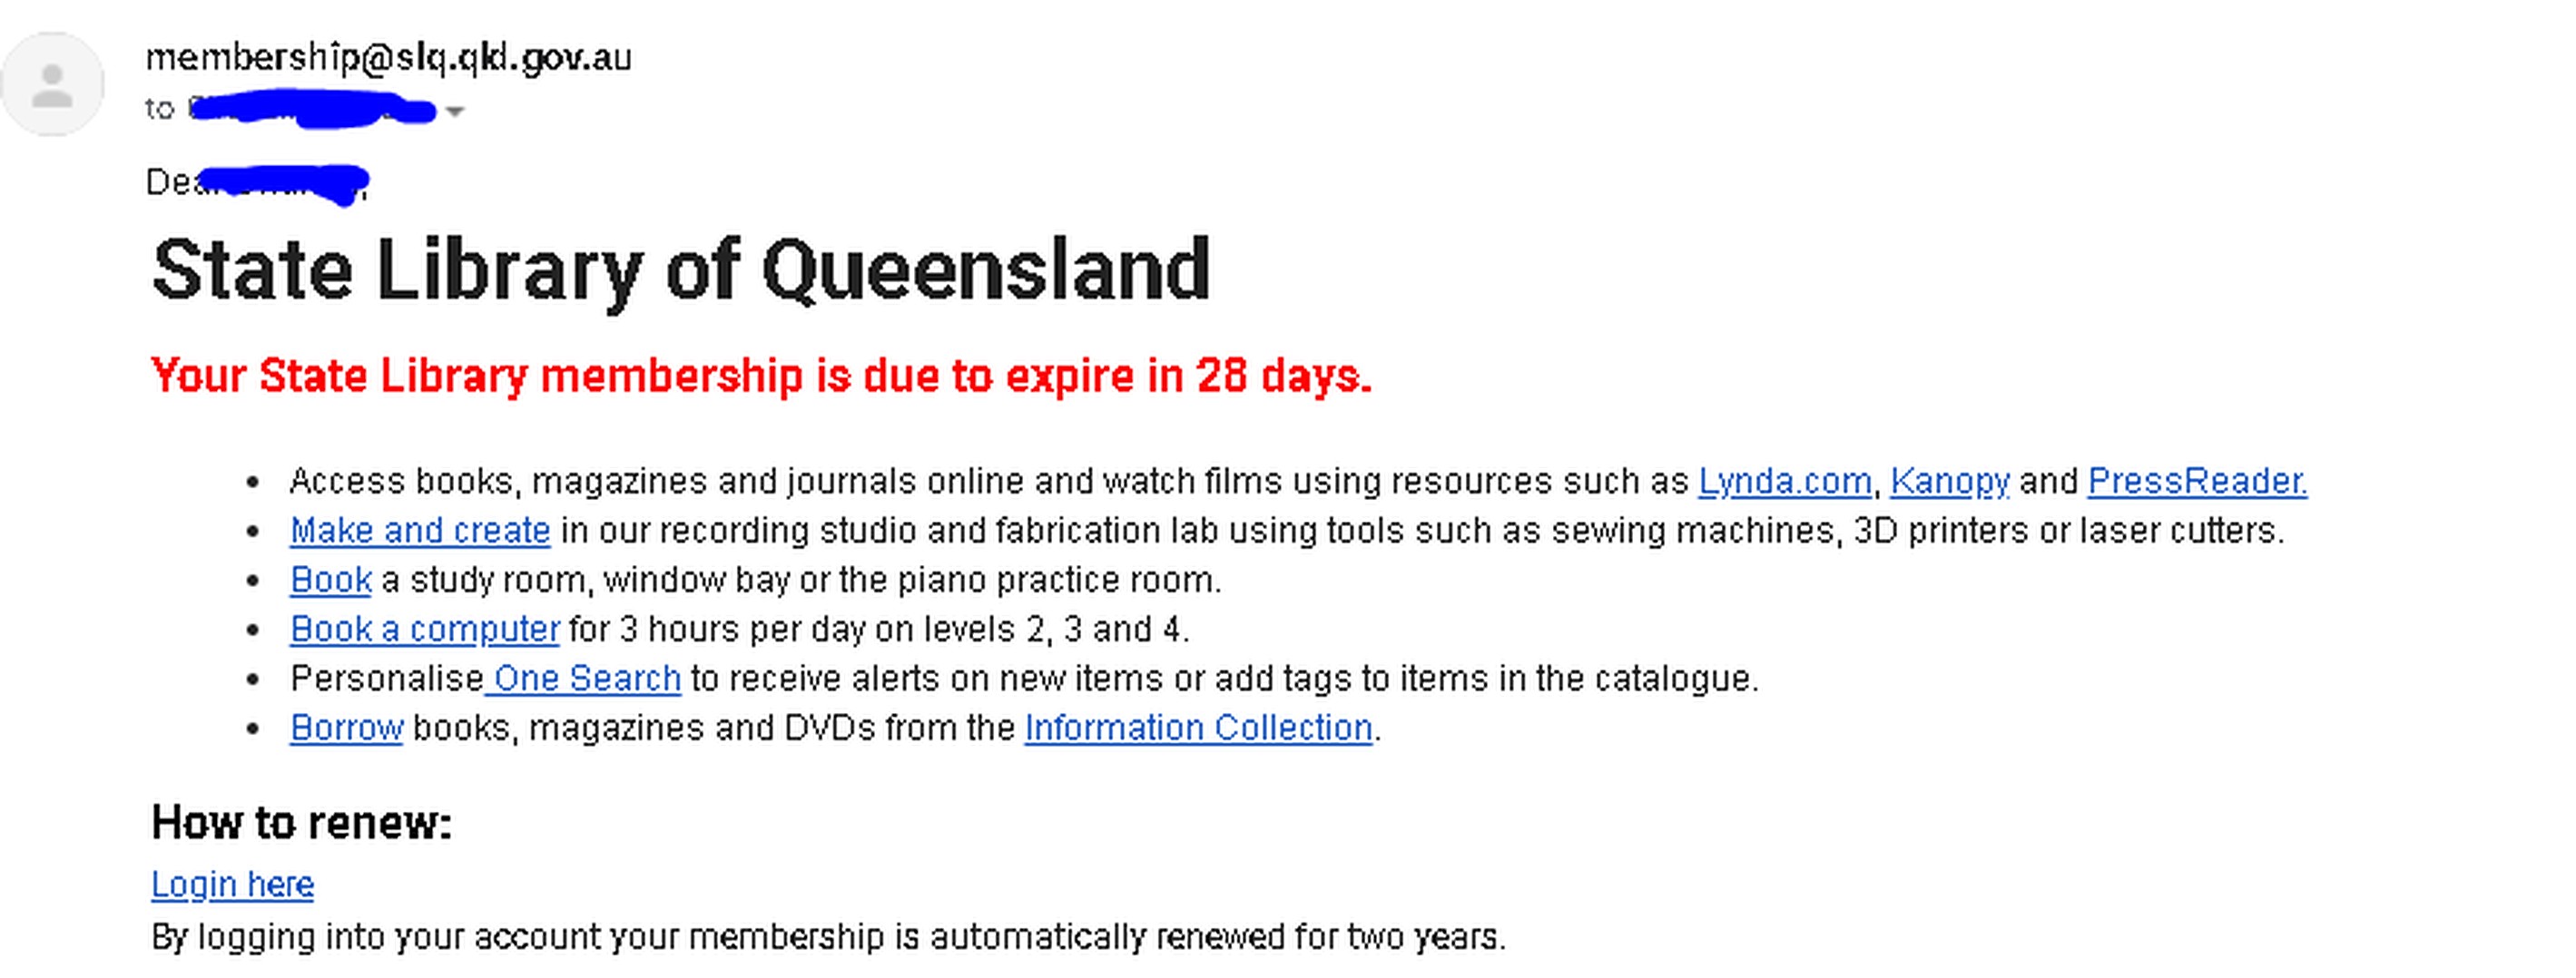 membership@slq.qld.gov.au
to
Dear
State Library of Queensland
Your State Library membership is due to expire in 28 days.
Access books, magazines and journals online and watch films using resources such as Lynda.com, Kanopy and PressReader.
Make and create in our recording studio and fabrication lab using tools such as sewing machines, 3D printers or laser cutters.
Book a study room, window bay or the piano practice room.
Book a computer for 3 hours per day on levels 2, 3 and 4.
Personalise One Search to receive alerts on new items or add tags to items in the catalogue.
Borrow books, magazines and DVDs from the Information Collection.
How to renew:
Login here
By logging into your account your membership is automatically renewed for two years.